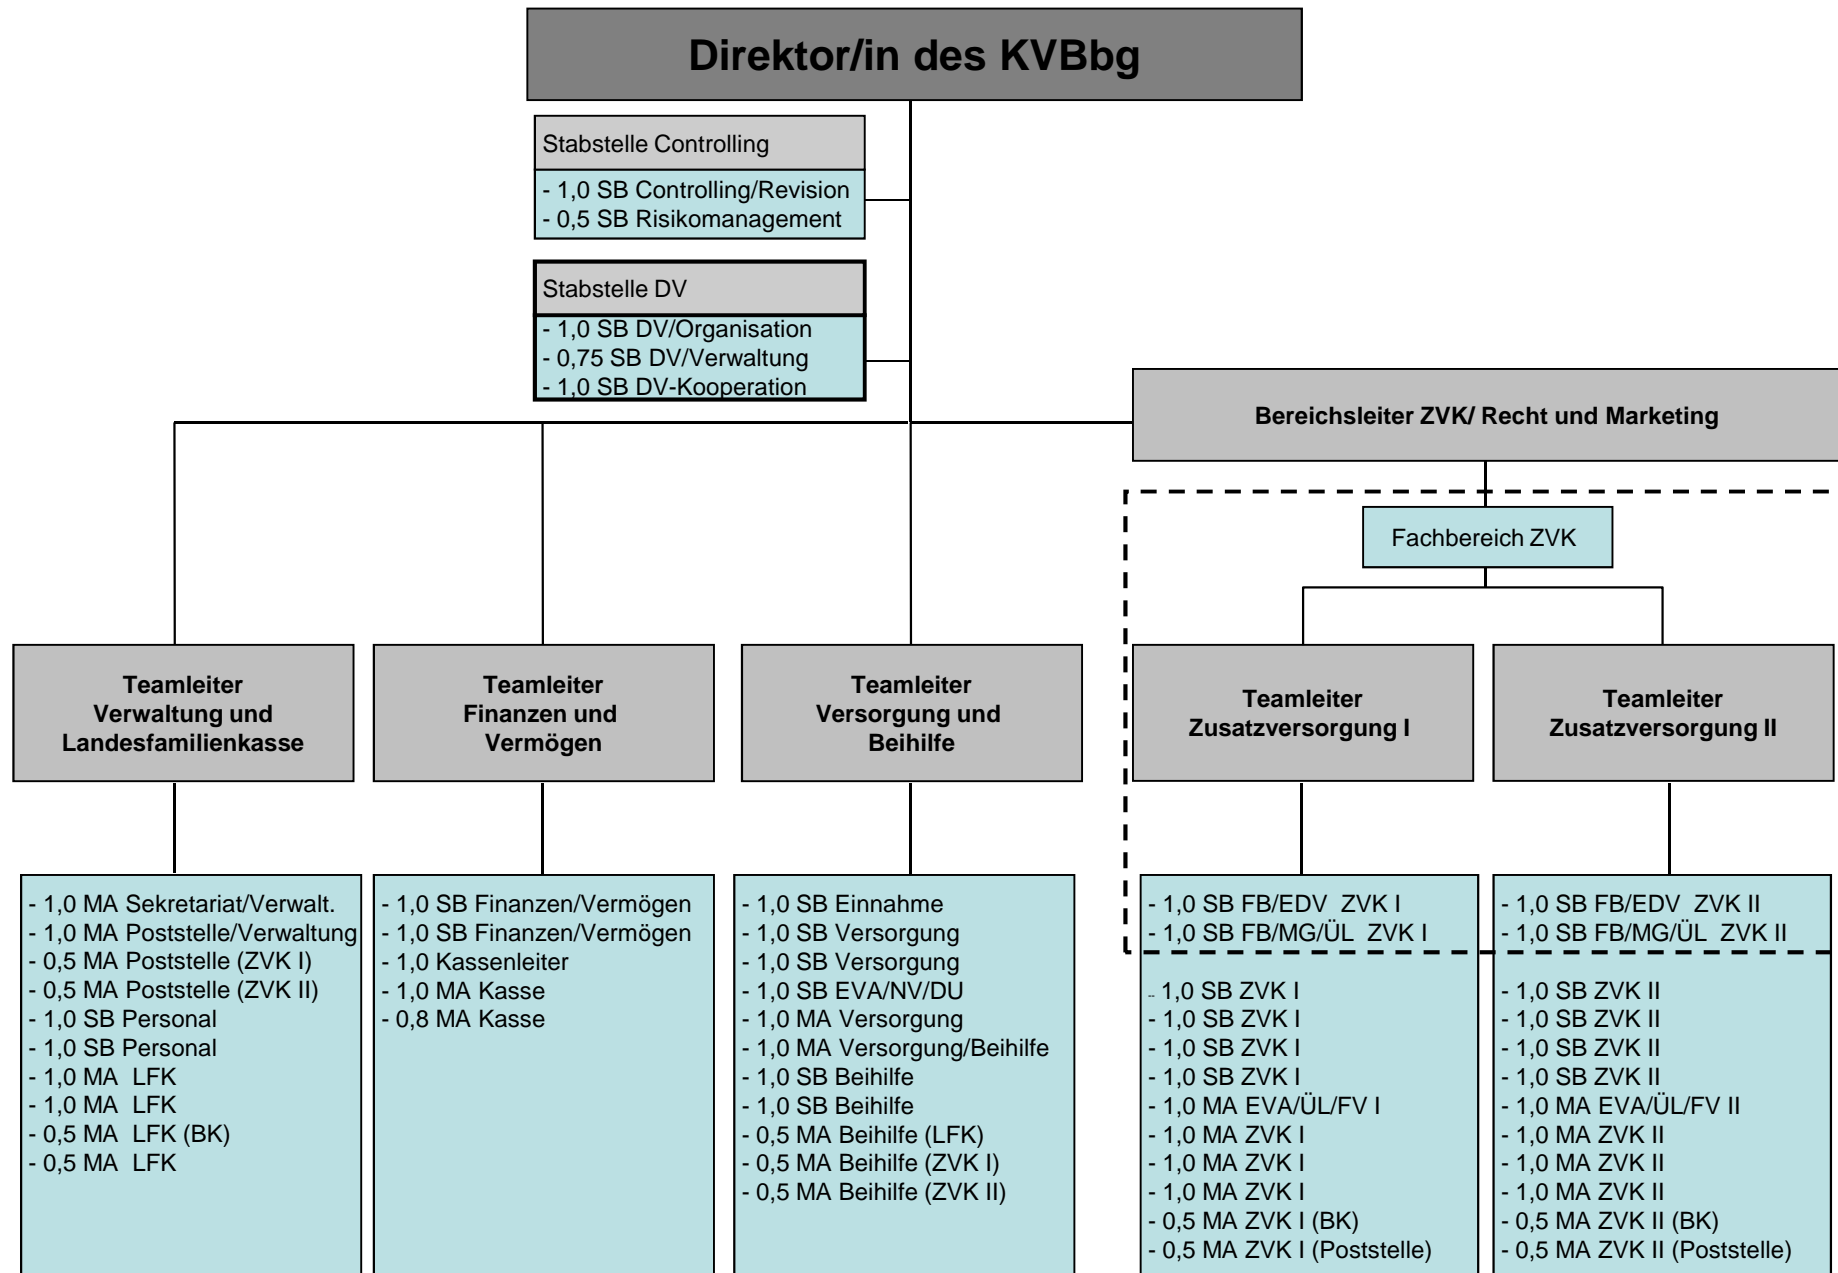 Direktor/in des KVBbg
Stabstelle Controlling
- 1,0 SB Controlling/Revision
- 0,5 SB Risikomanagement
Stabstelle DV
- 1,0 SB DV/Organisation
- 0,75 SB DV/Verwaltung
- 1,0 SB DV-Kooperation
Bereichsleiter ZVK/ Recht und Marketing
Fachbereich ZVK
Teamleiter
Verwaltung und
Landesfamilienkasse
Teamleiter
Finanzen und
Vermögen
Teamleiter
Versorgung und
Beihilfe
Teamleiter
Zusatzversorgung I
Teamleiter
Zusatzversorgung II
- 1,0 MA Sekretariat/Verwalt.
- 1,0 MA Poststelle/Verwaltung
- 0,5 MA Poststelle (ZVK I)
- 0,5 MA Poststelle (ZVK II)
- 1,0 SB Personal
- 1,0 SB Personal
- 1,0 MA  LFK
- 1,0 MA  LFK
- 0,5 MA  LFK (BK)
- 0,5 MA  LFK
- 1,0 SB Finanzen/Vermögen
- 1,0 SB Finanzen/Vermögen
- 1,0 Kassenleiter
- 1,0 MA Kasse
- 0,8 MA Kasse
- 1,0 SB Einnahme
- 1,0 SB Versorgung
- 1,0 SB Versorgung
- 1,0 SB EVA/NV/DU
- 1,0 MA Versorgung
- 1,0 MA Versorgung/Beihilfe
- 1,0 SB Beihilfe
- 1,0 SB Beihilfe
- 0,5 MA Beihilfe (LFK)
- 0,5 MA Beihilfe (ZVK I)
- 0,5 MA Beihilfe (ZVK II)
- 1,0 SB FB/EDV  ZVK I
- 1,0 SB FB/MG/ÜL  ZVK I
-- 1,0 SB ZVK I
- 1,0 SB ZVK I
- 1,0 SB ZVK I
- 1,0 SB ZVK I
- 1,0 MA EVA/ÜL/FV I
- 1,0 MA ZVK I
- 1,0 MA ZVK I
- 1,0 MA ZVK I
- 0,5 MA ZVK I (BK)
- 0,5 MA ZVK I (Poststelle)
- 1,0 SB FB/EDV  ZVK II
- 1,0 SB FB/MG/ÜL  ZVK II
- 1,0 SB ZVK II
- 1,0 SB ZVK II
- 1,0 SB ZVK II
- 1,0 SB ZVK II
- 1,0 MA EVA/ÜL/FV II
- 1,0 MA ZVK II
- 1,0 MA ZVK II
- 1,0 MA ZVK II
- 0,5 MA ZVK II (BK)
- 0,5 MA ZVK II (Poststelle)